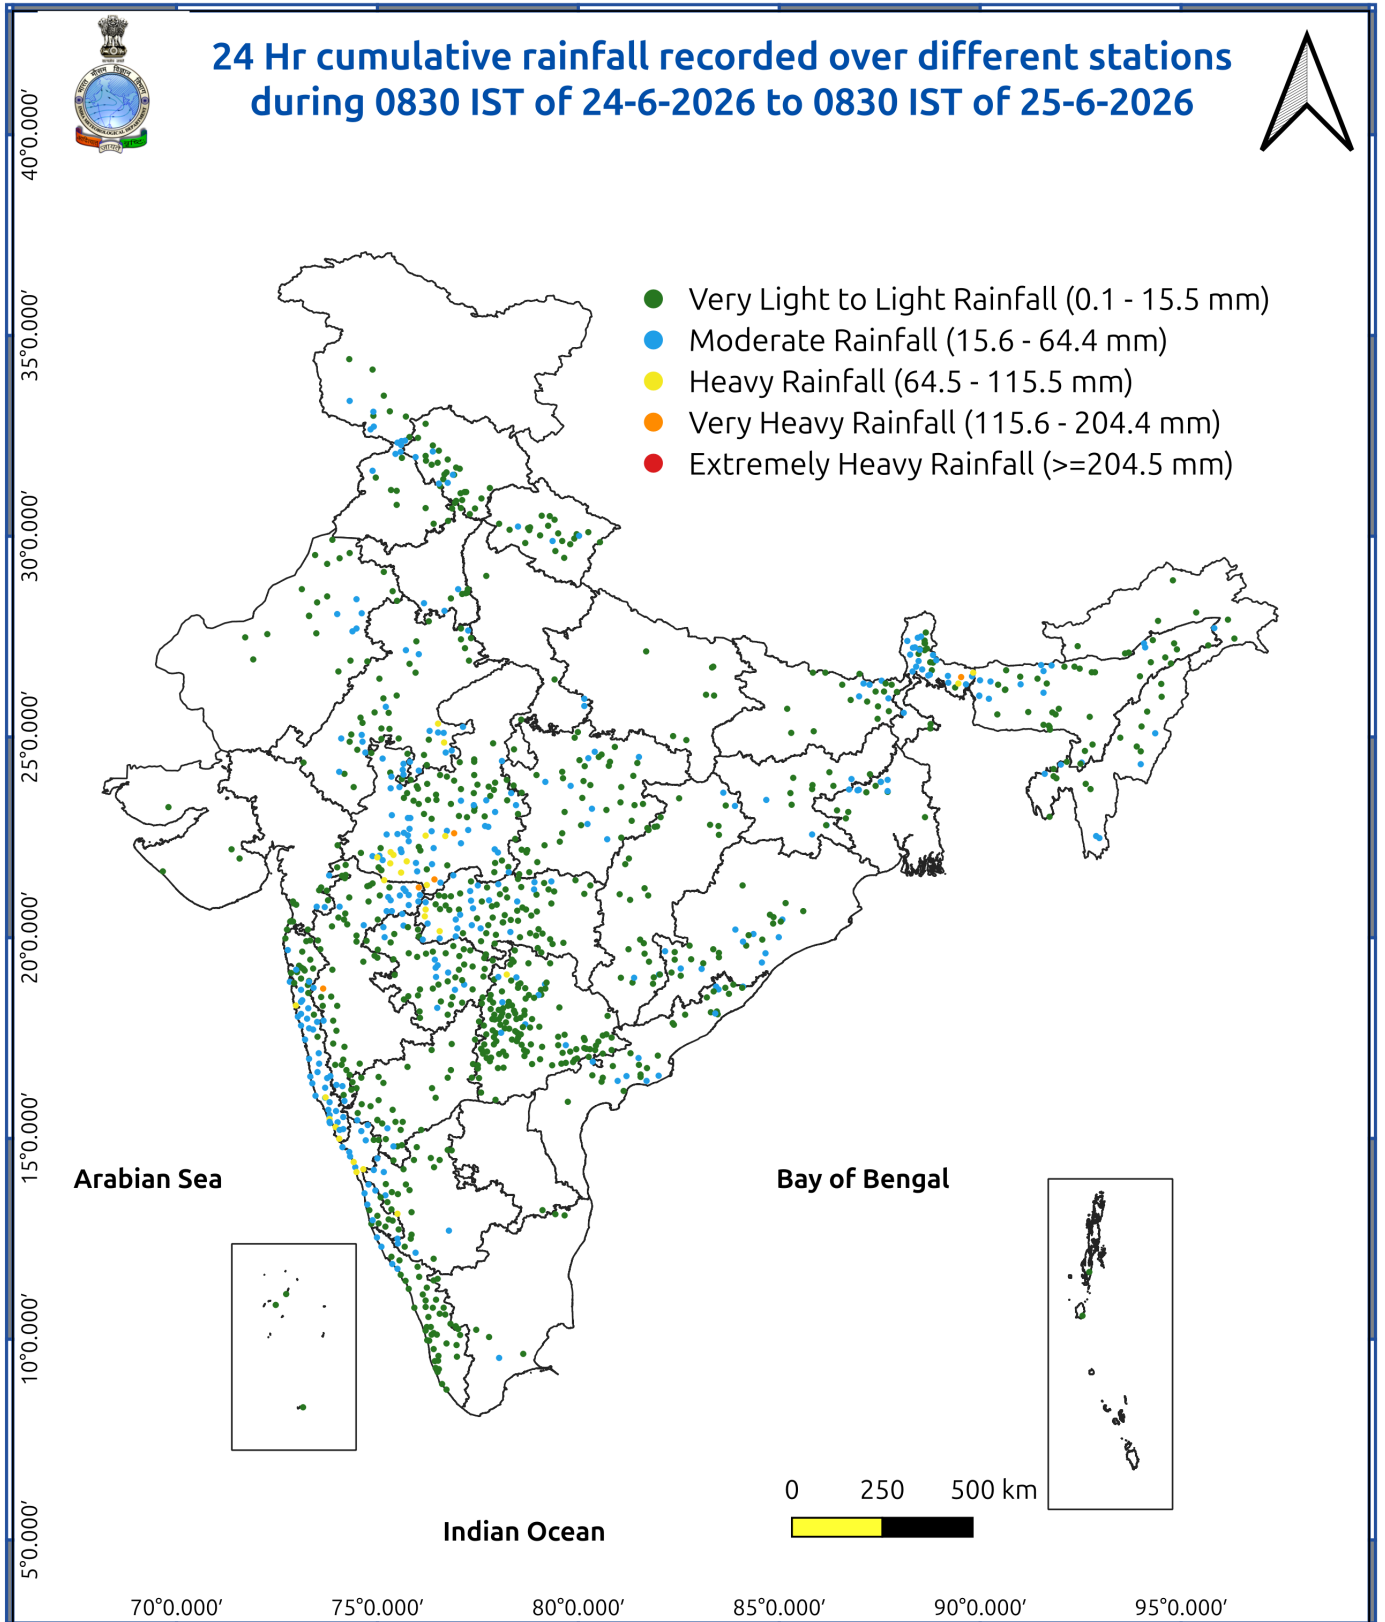 24 Hr cumulative rainfall recorded over different stations
during 0830 IST of 24-6-2026 to 0830 IST of 25-6-2026
Very Light to Light Rainfall (0.1 - 15.5 mm)
Moderate Rainfall (15.6 - 64.4 mm)
Heavy Rainfall (64.5 - 115.5 mm)
Very Heavy Rainfall (115.6 - 204.4 mm)
Extremely Heavy Rainfall (>=204.5 mm)
40°0.000′
35°0.000′
30°0.000′
25°0.000′
20°0.000′
15°0.000′
10°0.000′
5°0.000′
Arabian Sea
Bay of Bengal
Indian Ocean
0 250 500 km
70°0.000′ 75°0.000′ 80°0.000′ 85°0.000′ 90°0.000′ 95°0.000′